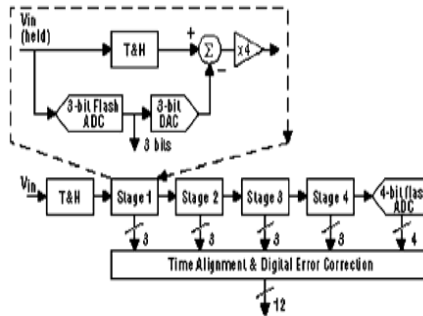 Vin
(held)
T&H
+
Σ
x4
−
3-bit Flash
ADC
3-bit
DAC
3 bits
Vin
T&H
Stage 1
Stage 2
Stage 3
Stage 4
4-bit flash
ADC
3
3
3
3
4
Time Alignment & Digital Error Correction
12